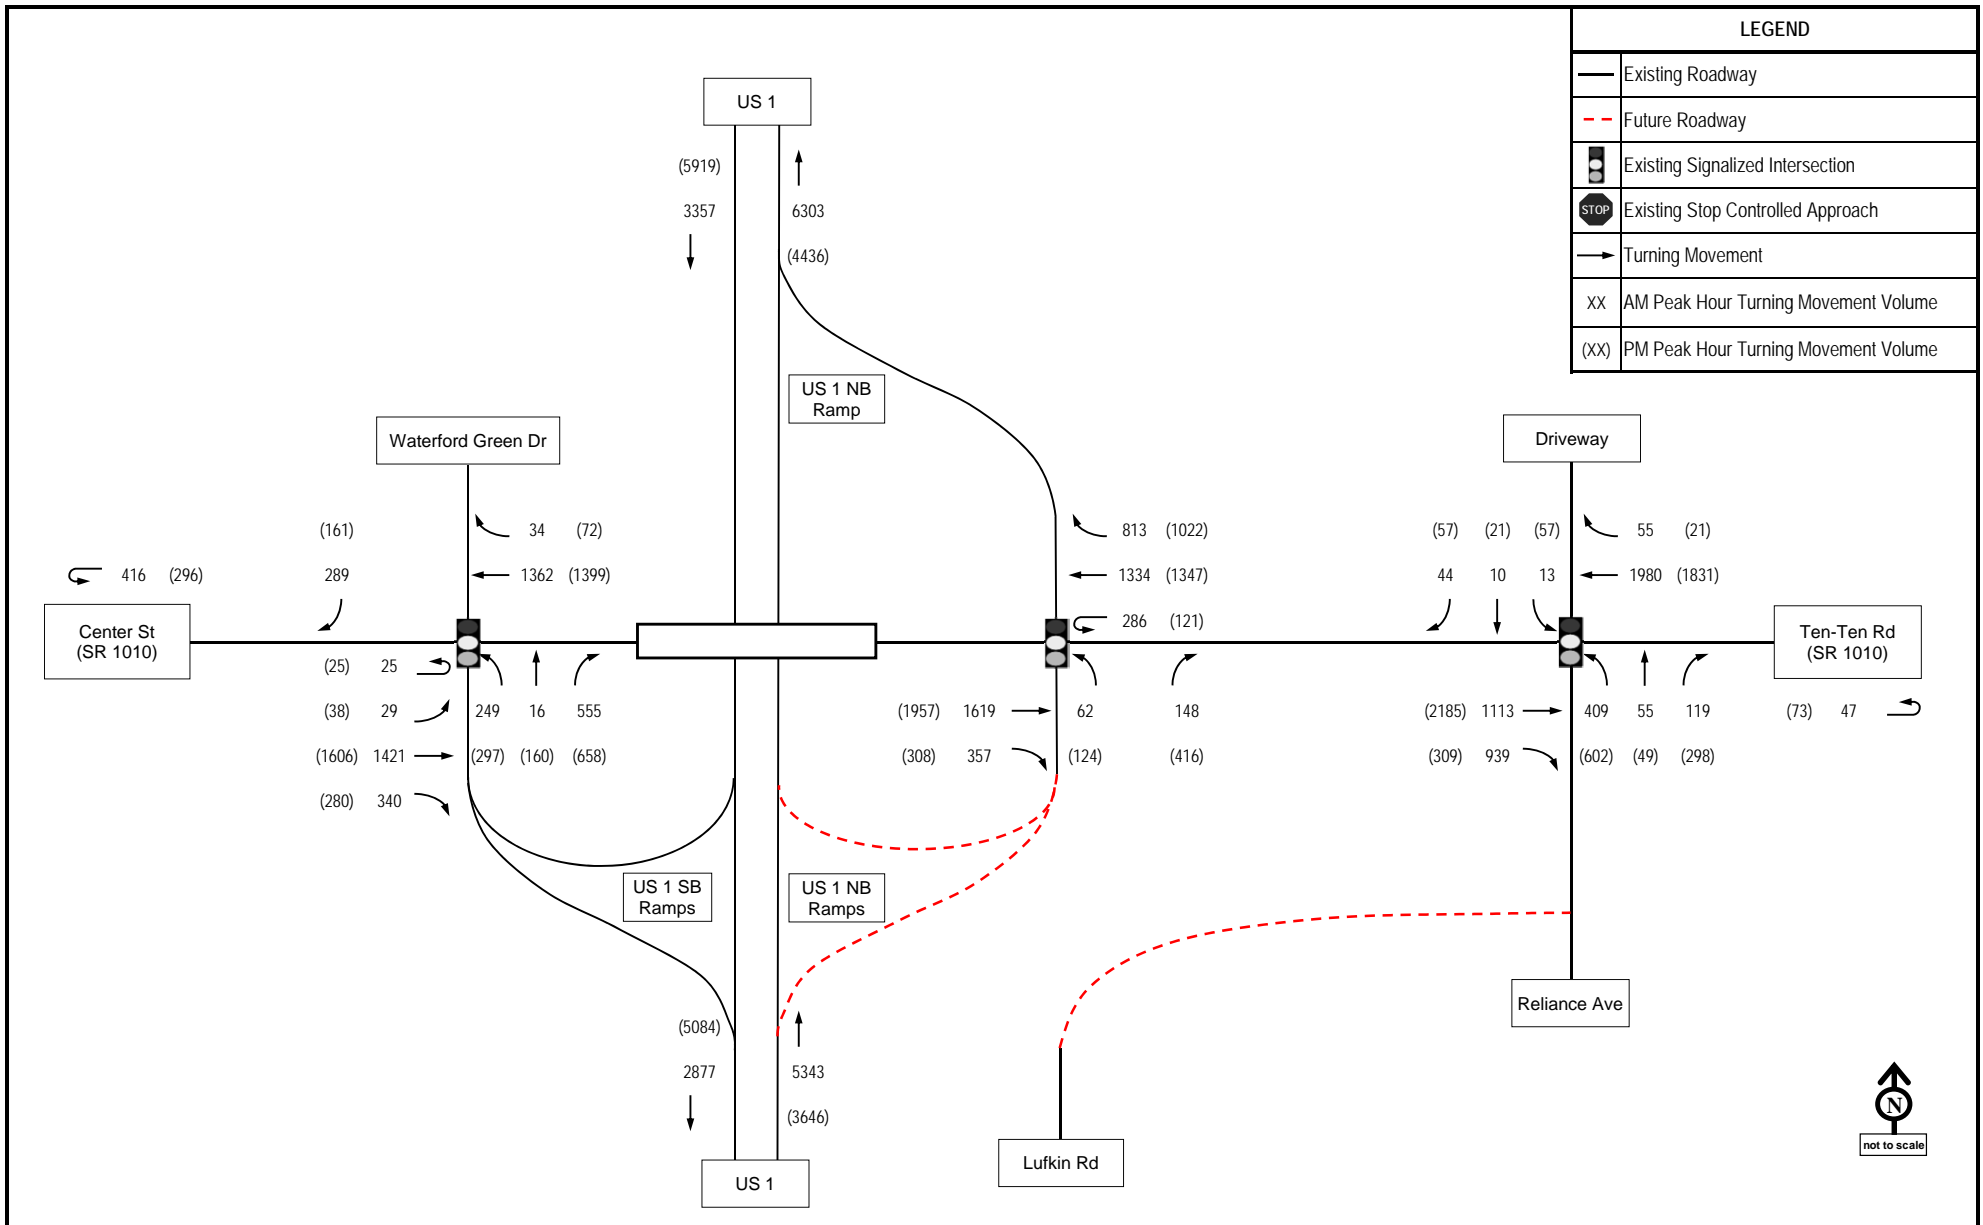 LEGEND
Existing Roadway
Future Roadway
Existing Signalized Intersection
STOP Existing Stop Controlled Approach
Turning Movement
XX AM Peak Hour Turning Movement Volume
(XX) PM Peak Hour Turning Movement Volume
US 1
(5919)
3357 6303
(4436)
US 1 NB
Ramp
Waterford Green Dr
Driveway
(161) 34 (72) 813 (1022) (57) (21) (57) 55 (21)
416 (296) 289 1362 (1399) 1334 (1347) 44 10 13 1980 (1831)
286 (121)
Center St
(SR 1010)
Ten-Ten Rd
(SR 1010)
(25) 25
(38) 29 249 16 555 (1957) 1619 62 148 (2185) 1113 409 55 119 (73) 47
(1606) 1421 (297) (160) (658) (308) 357 (124) (416) (309) 939 (602) (49) (298)
(280) 340
US 1 SB
Ramps
US 1 NB
Ramps
Reliance Ave
(5084)
2877 5343
(3646)
US 1
Lufkin Rd
N
not to scale